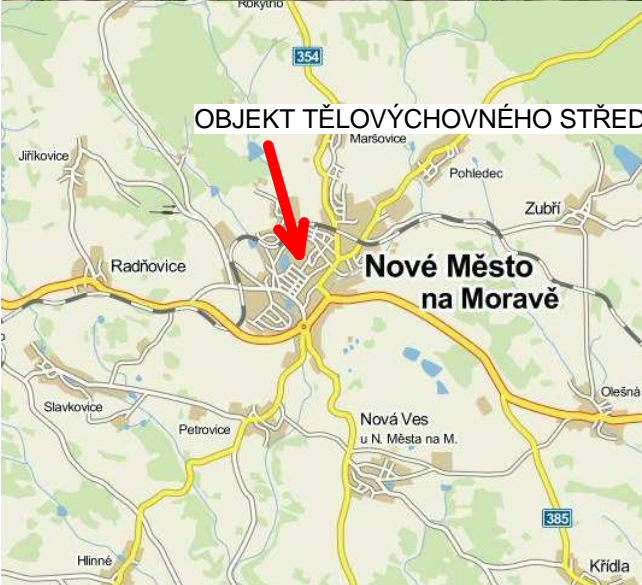 Rokytno
354
OBJEKT TĚLOVÝCHOVNÉHO STŘED
Maršovice
Jiříkovice
Pohledec
Zubří
Radňovice
Nové Město
na Moravě
Olešná
Slavkovice
Petrovice
Nová Ves
u N. Města na M.
385
Hlinné
Křídla